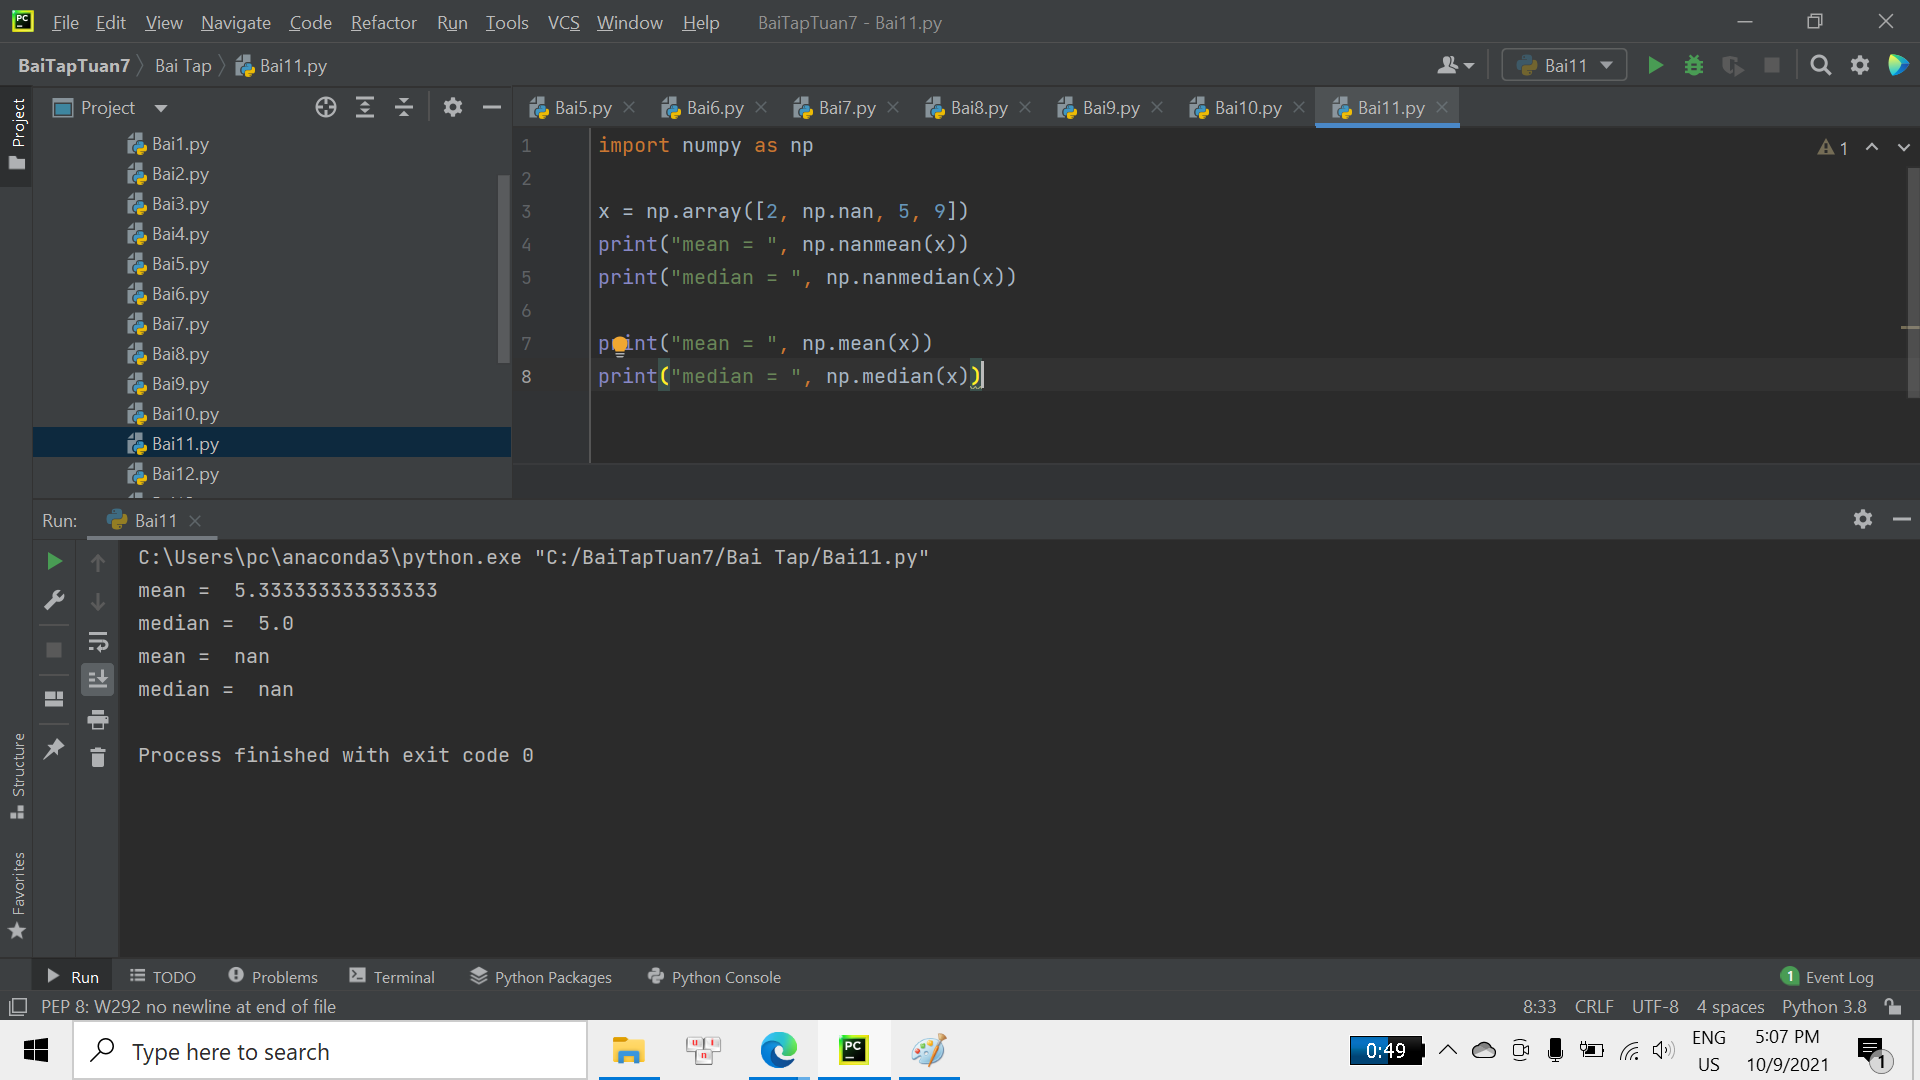 File Edit View Navigate Code Refactor Run Tools VCS Window Help BaiTapTuan7 - Bai11.py
BaiTapTuan7 Bai Tap Bai11.py Bai11
Project
Project
Bai1.py
Bai2.py
Bai3.py
Bai4.py
Bai5.py
Bai6.py
Bai7.py
Bai8.py
Bai9.py
Bai10.py
Bai11.py
Bai12.py
Bai5.py Bai6.py Bai7.py Bai8.py Bai9.py Bai10.py Bai11.py
1 import numpy as np
2
3 x = np.array([2, np.nan, 5, 9])
4 print("mean = ", np.nanmean(x))
5 print("median = ", np.nanmedian(x))
6
7 print("mean = ", np.mean(x))
8 print("median = ", np.median(x))
1
Run: Bai11
C:\Users\pc\anaconda3\python.exe "C:/BaiTapTuan7/Bai Tap/Bai11.py"
mean =  5.333333333333333
median =  5.0
mean =  nan
median =  nan
Process finished with exit code 0
Structure
Favorites
Run TODO Problems Terminal Python Packages Python Console 1 Event Log
PEP 8: W292 no newline at end of file 8:33 CRLF UTF-8 4 spaces Python 3.8
Type here to search
PC
0:49
ENG
US
5:07 PM
10/9/2021
1